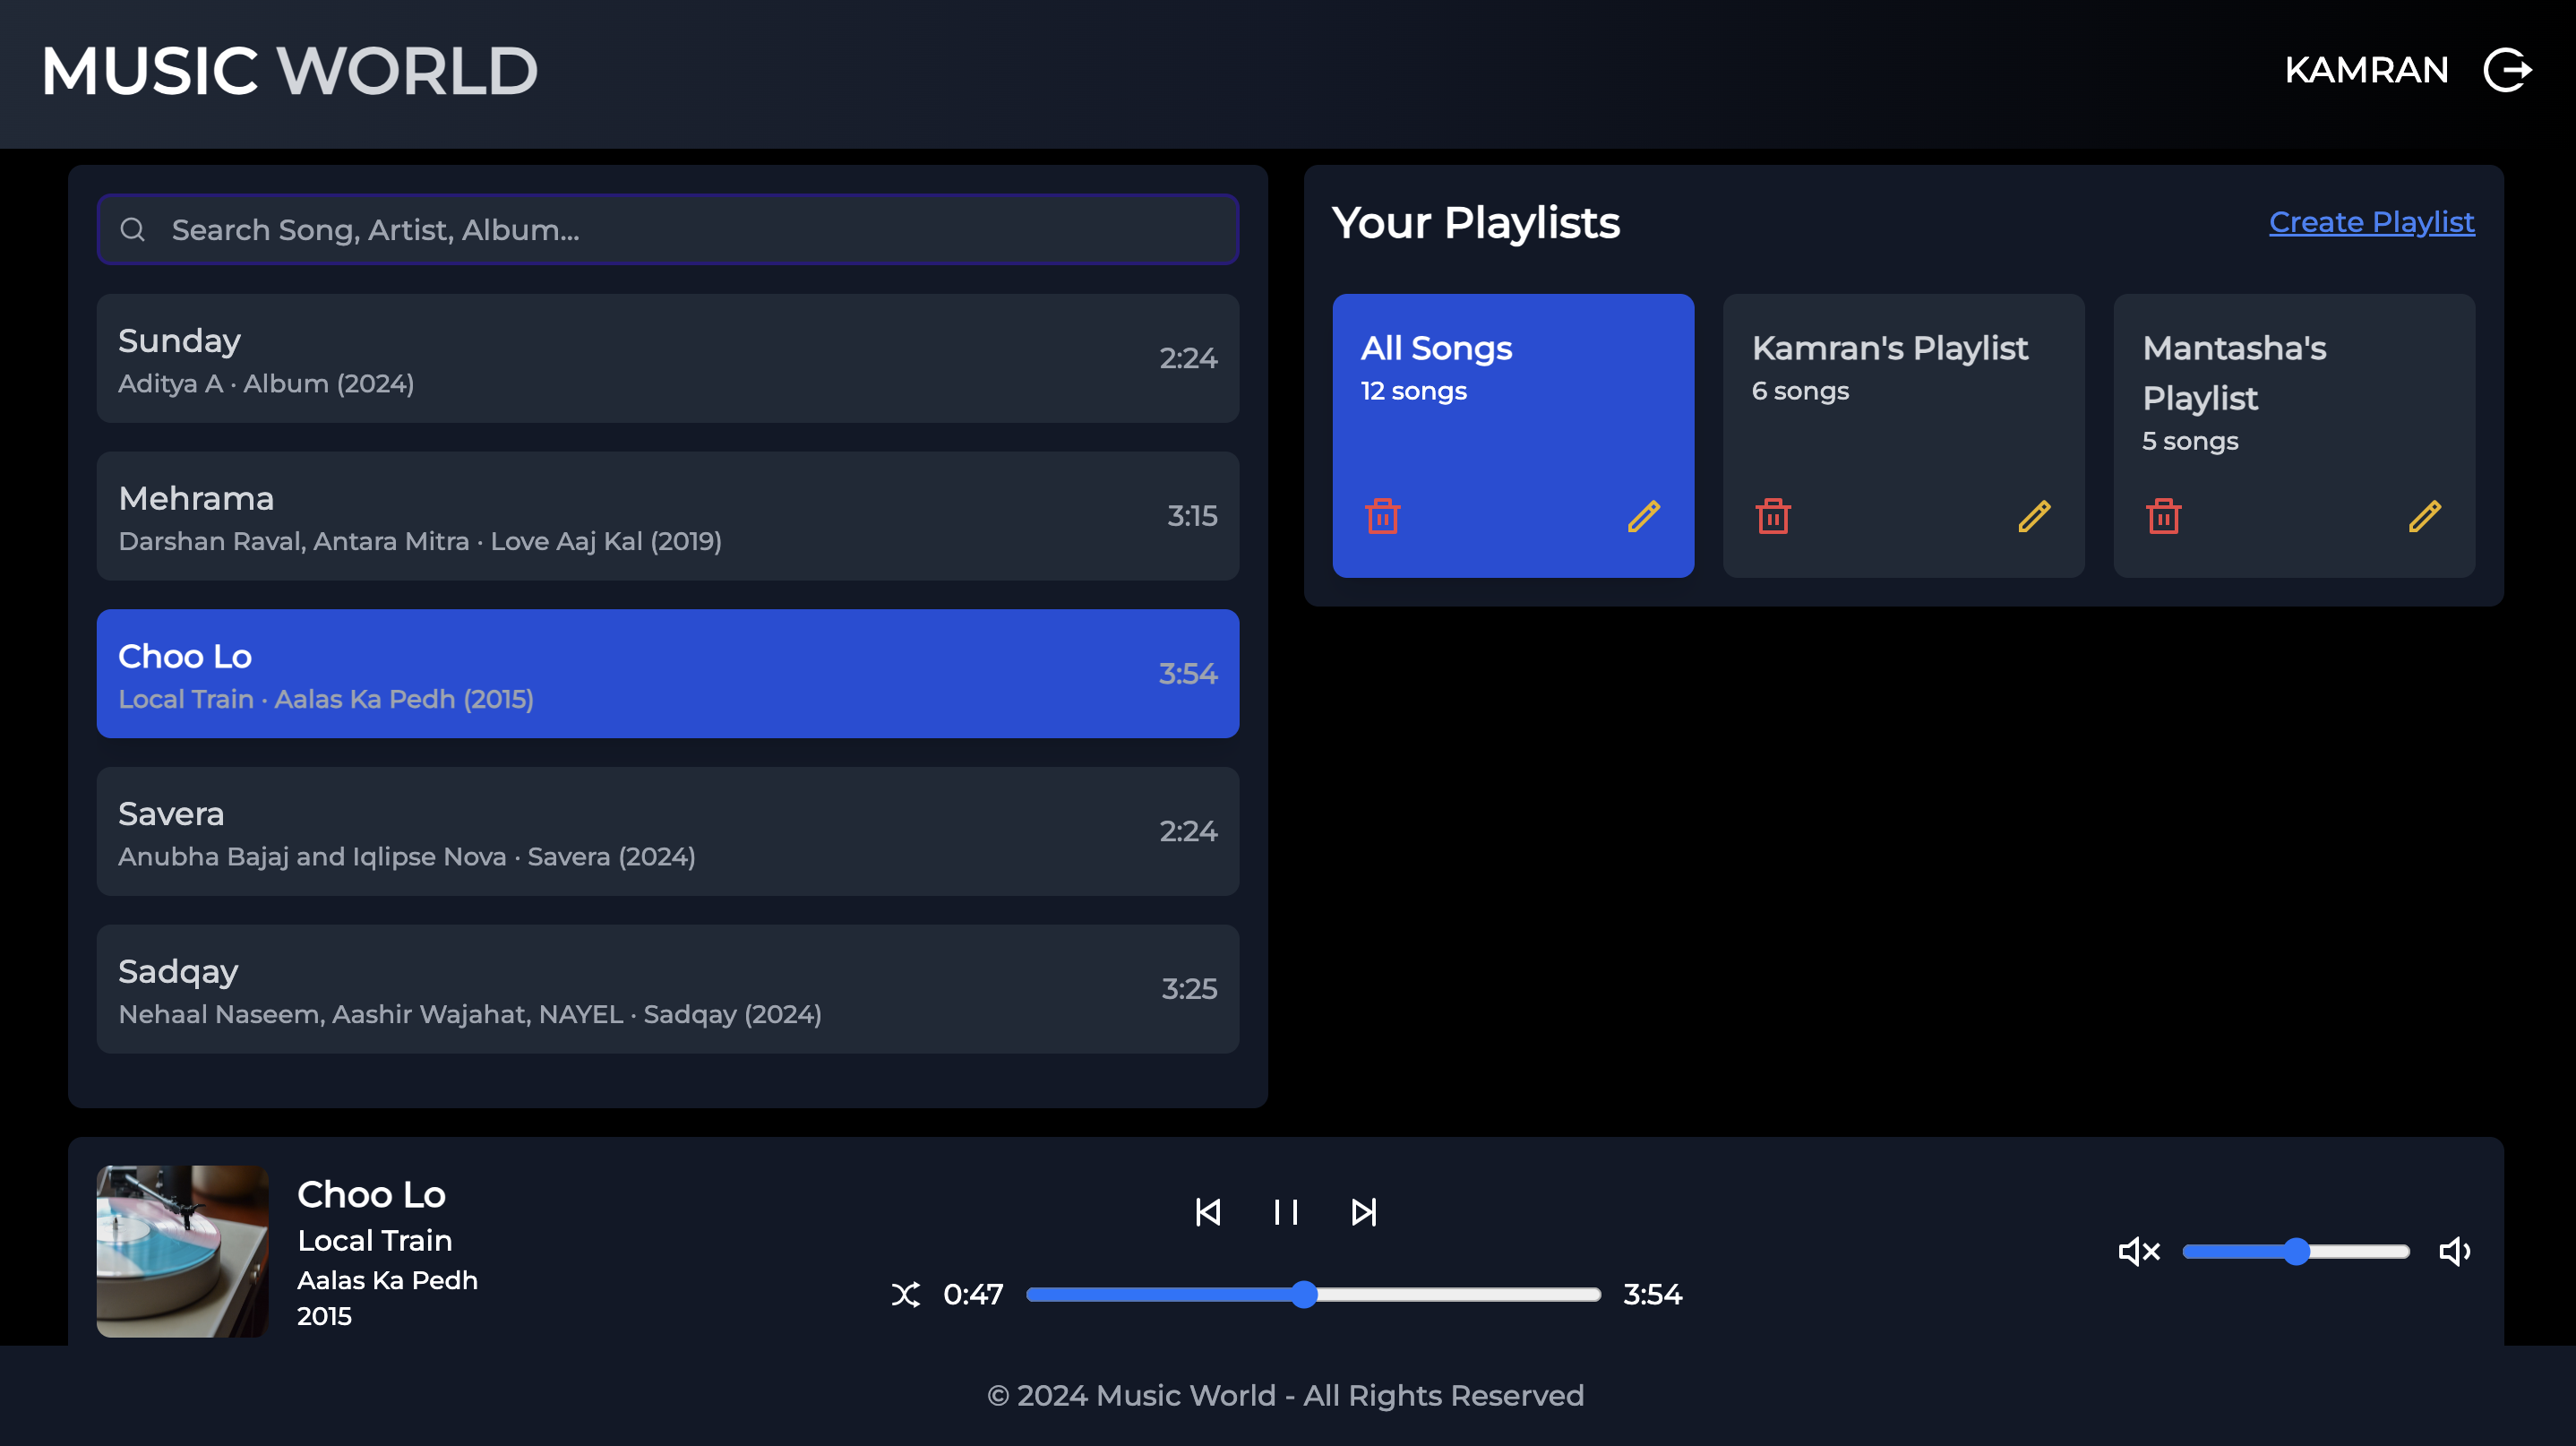 MUSIC WORLD
KAMRAN
Search Song, Artist, Album...
Sunday
Aditya A · Album (2024)
2:24
Mehrama
Darshan Raval, Antara Mitra · Love Aaj Kal (2019)
3:15
Choo Lo
Local Train · Aalas Ka Pedh (2015)
3:54
Savera
Anubha Bajaj and Iqlipse Nova · Savera (2024)
2:24
Sadqay
Nehaal Naseem, Aashir Wajahat, NAYEL · Sadqay (2024)
3:25
Your Playlists
Create Playlist
All Songs
12 songs
Kamran's Playlist
6 songs
Mantasha's
Playlist
5 songs
Choo Lo
Local Train
Aalas Ka Pedh
2015
0:47
3:54
© 2024 Music World - All Rights Reserved